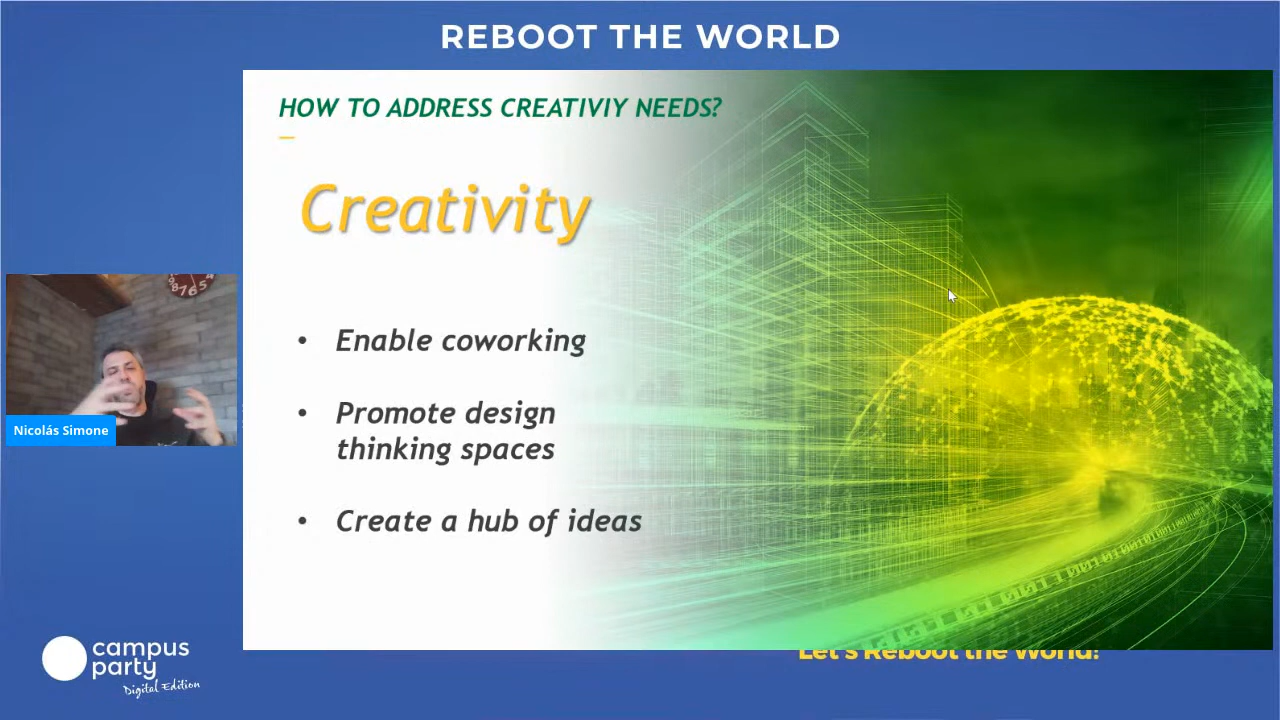 REBOOT THE WORLD
HOW TO ADDRESS CREATIVIY NEEDS?
Creativity
• Enable coworking
• Promote design
thinking spaces
• Create a hub of ideas
Nicolás Simone
campus
party
Digital Edition
Let's Reboot the World!